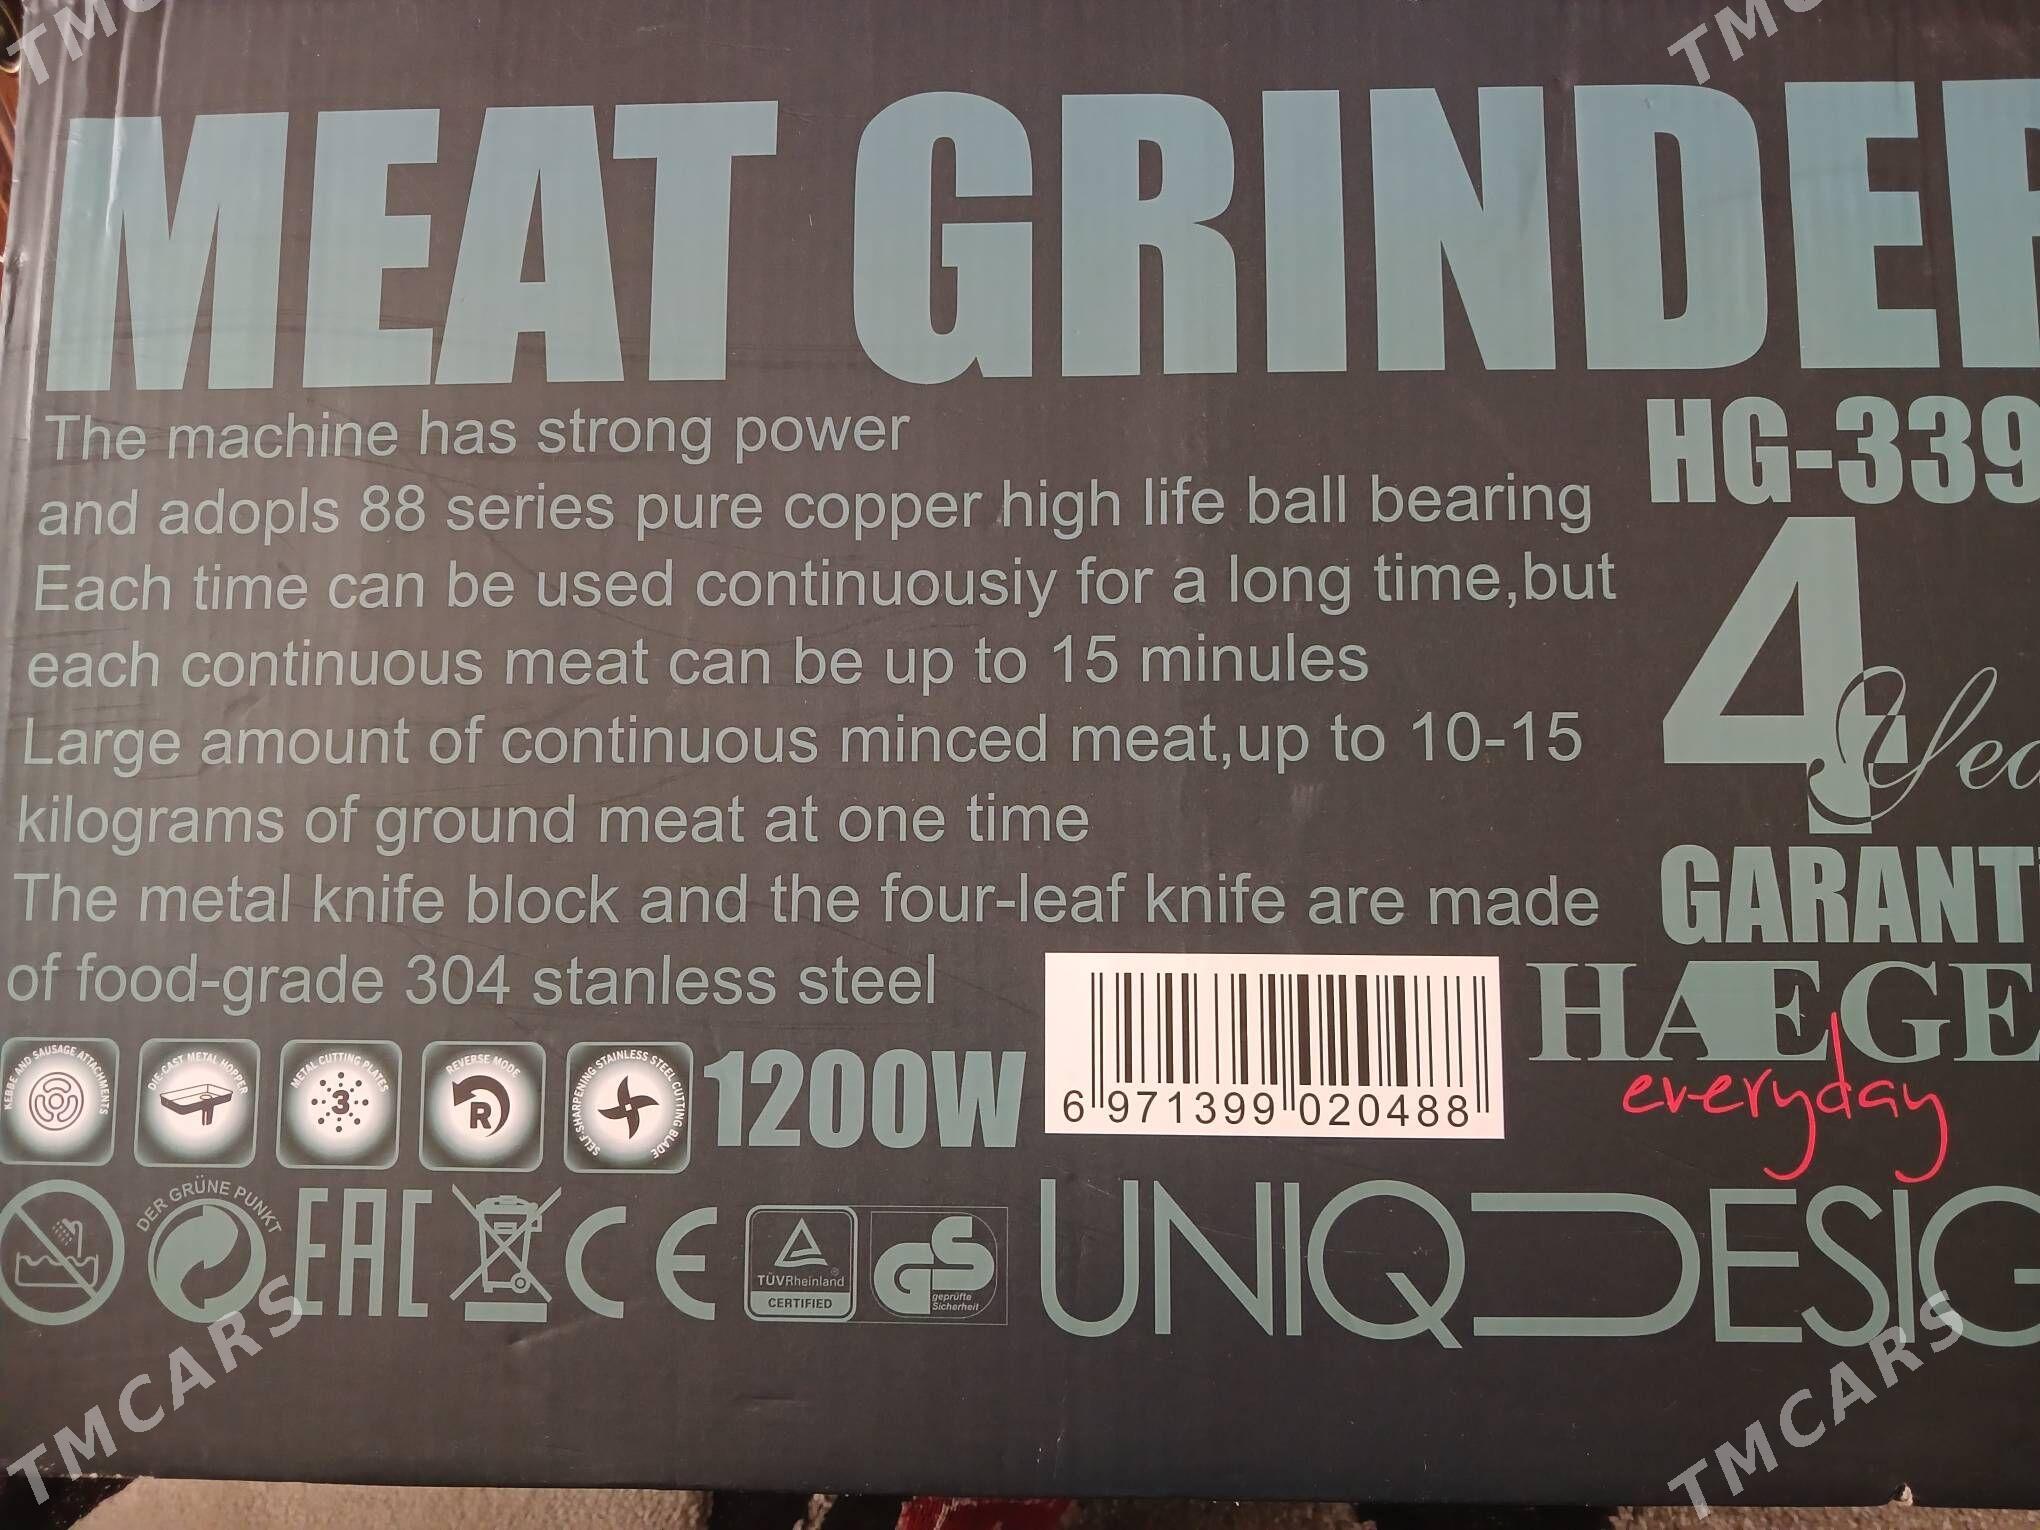 MEAT GRINDER
HG-339
The machine has strong power
and adopls 88 series pure copper high life ball bearing
Each time can be used continuousiy for a long time,but
each continuous meat can be up to 15 minules
Large amount of continuous minced meat,up to 10-15
kilograms of ground meat at one time
The metal knife block and the four-leaf knife are made
of food-grade 304 stanless steel
4
Yea
GARANT
HAEGE
everyday
KEBBE AND SAUSAGE ATTACHMENTS
DIE-CAST METAL HOPPER
METAL CUTTING PLATES
3
REVERSE MODE
R
SELF-SHARPENING STAINLESS STEEL CUTTING BLADE
1200W
6 971399 020488
DER GRÜNE PUNKT
EAC
CE
TÜVRheinland
CERTIFIED
GS
geprüfte
Sicherheit
UNIQDESIG
TMCARS
TMCARS